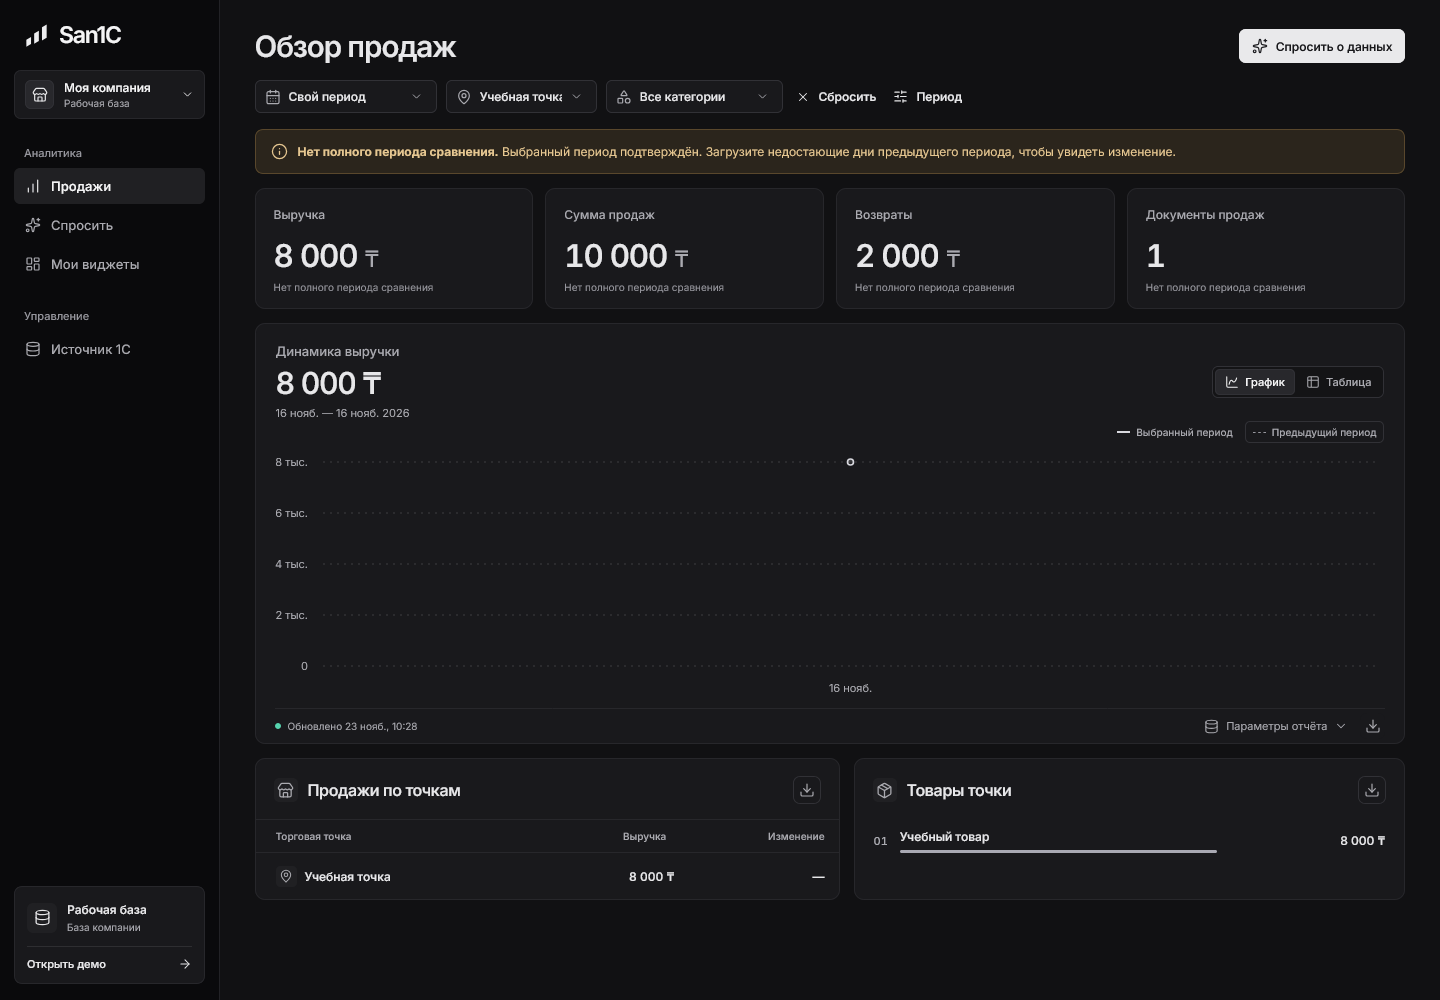 San1C
Моя компания
Рабочая база
Аналитика
Продажи
Спросить
Мои виджеты
Управление
Источник 1С
Рабочая база
База компании
Открыть демо
Обзор продаж
Спросить о данных
Свой период
Учебная точка
Все категории
Сбросить
Период
Нет полного периода сравнения. Выбранный период подтверждён. Загрузите недостающие дни предыдущего периода, чтобы увидеть изменение.
Выручка
8 000 ₸
Нет полного периода сравнения
Сумма продаж
10 000 ₸
Нет полного периода сравнения
Возвраты
2 000 ₸
Нет полного периода сравнения
Документы продаж
1
Нет полного периода сравнения
Динамика выручки
8 000 ₸
16 нояб. — 16 нояб. 2026
График
Таблица
Выбранный период
Предыдущий период
8 тыс.
6 тыс.
4 тыс.
2 тыс.
0
16 нояб.
Обновлено 23 нояб., 10:28
Параметры отчёта
Продажи по точкам
Торговая точка Выручка Изменение
Учебная точка 8 000 ₸ —
Товары точки
01 Учебный товар 8 000 ₸